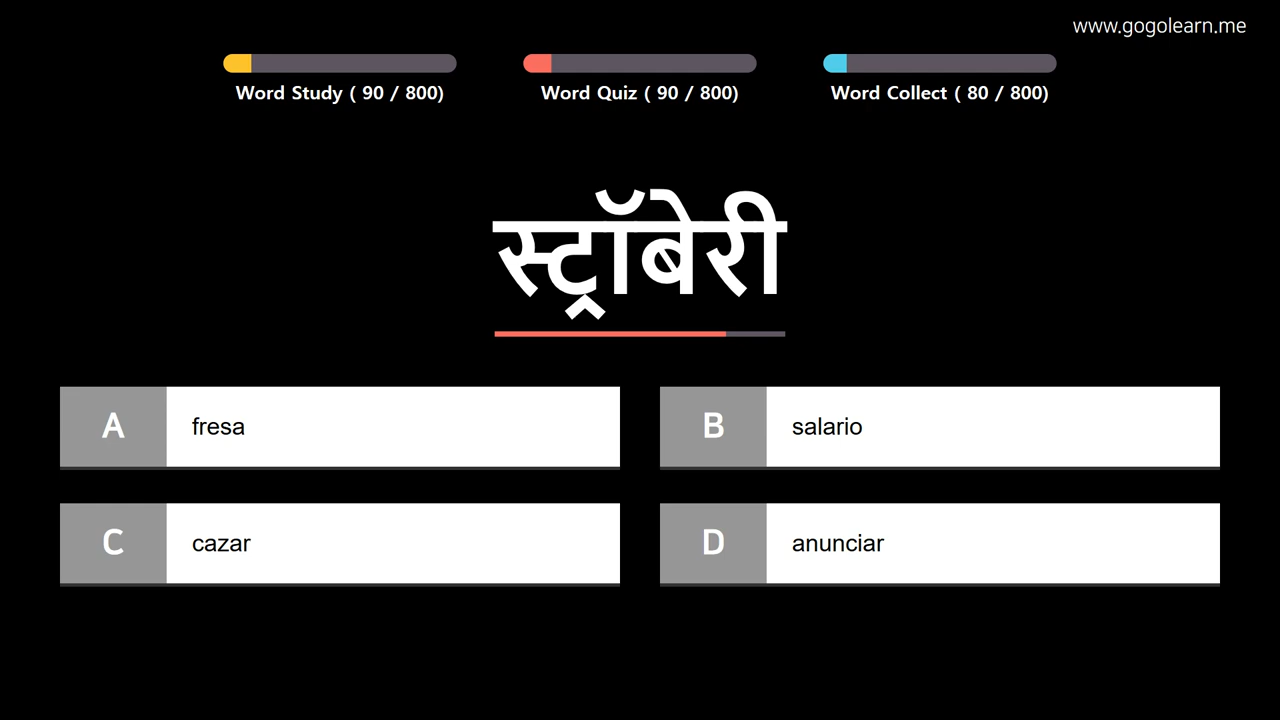 www.gogolearn.me
Word Study ( 90 / 800)
Word Quiz ( 90 / 800)
Word Collect ( 80 / 800)
स्ट्रॉबेरी
A fresa
B salario
C cazar
D anunciar